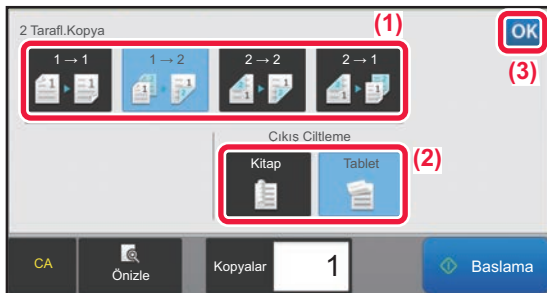 2 Tarafl.Kopya
(1)
OK
1 → 1
1 → 2
2 → 2
2 → 1
(3)
Cıkıs Ciltleme
Kitap
Tablet
(2)
CA
Önizle
Kopyalar
1
Baslama